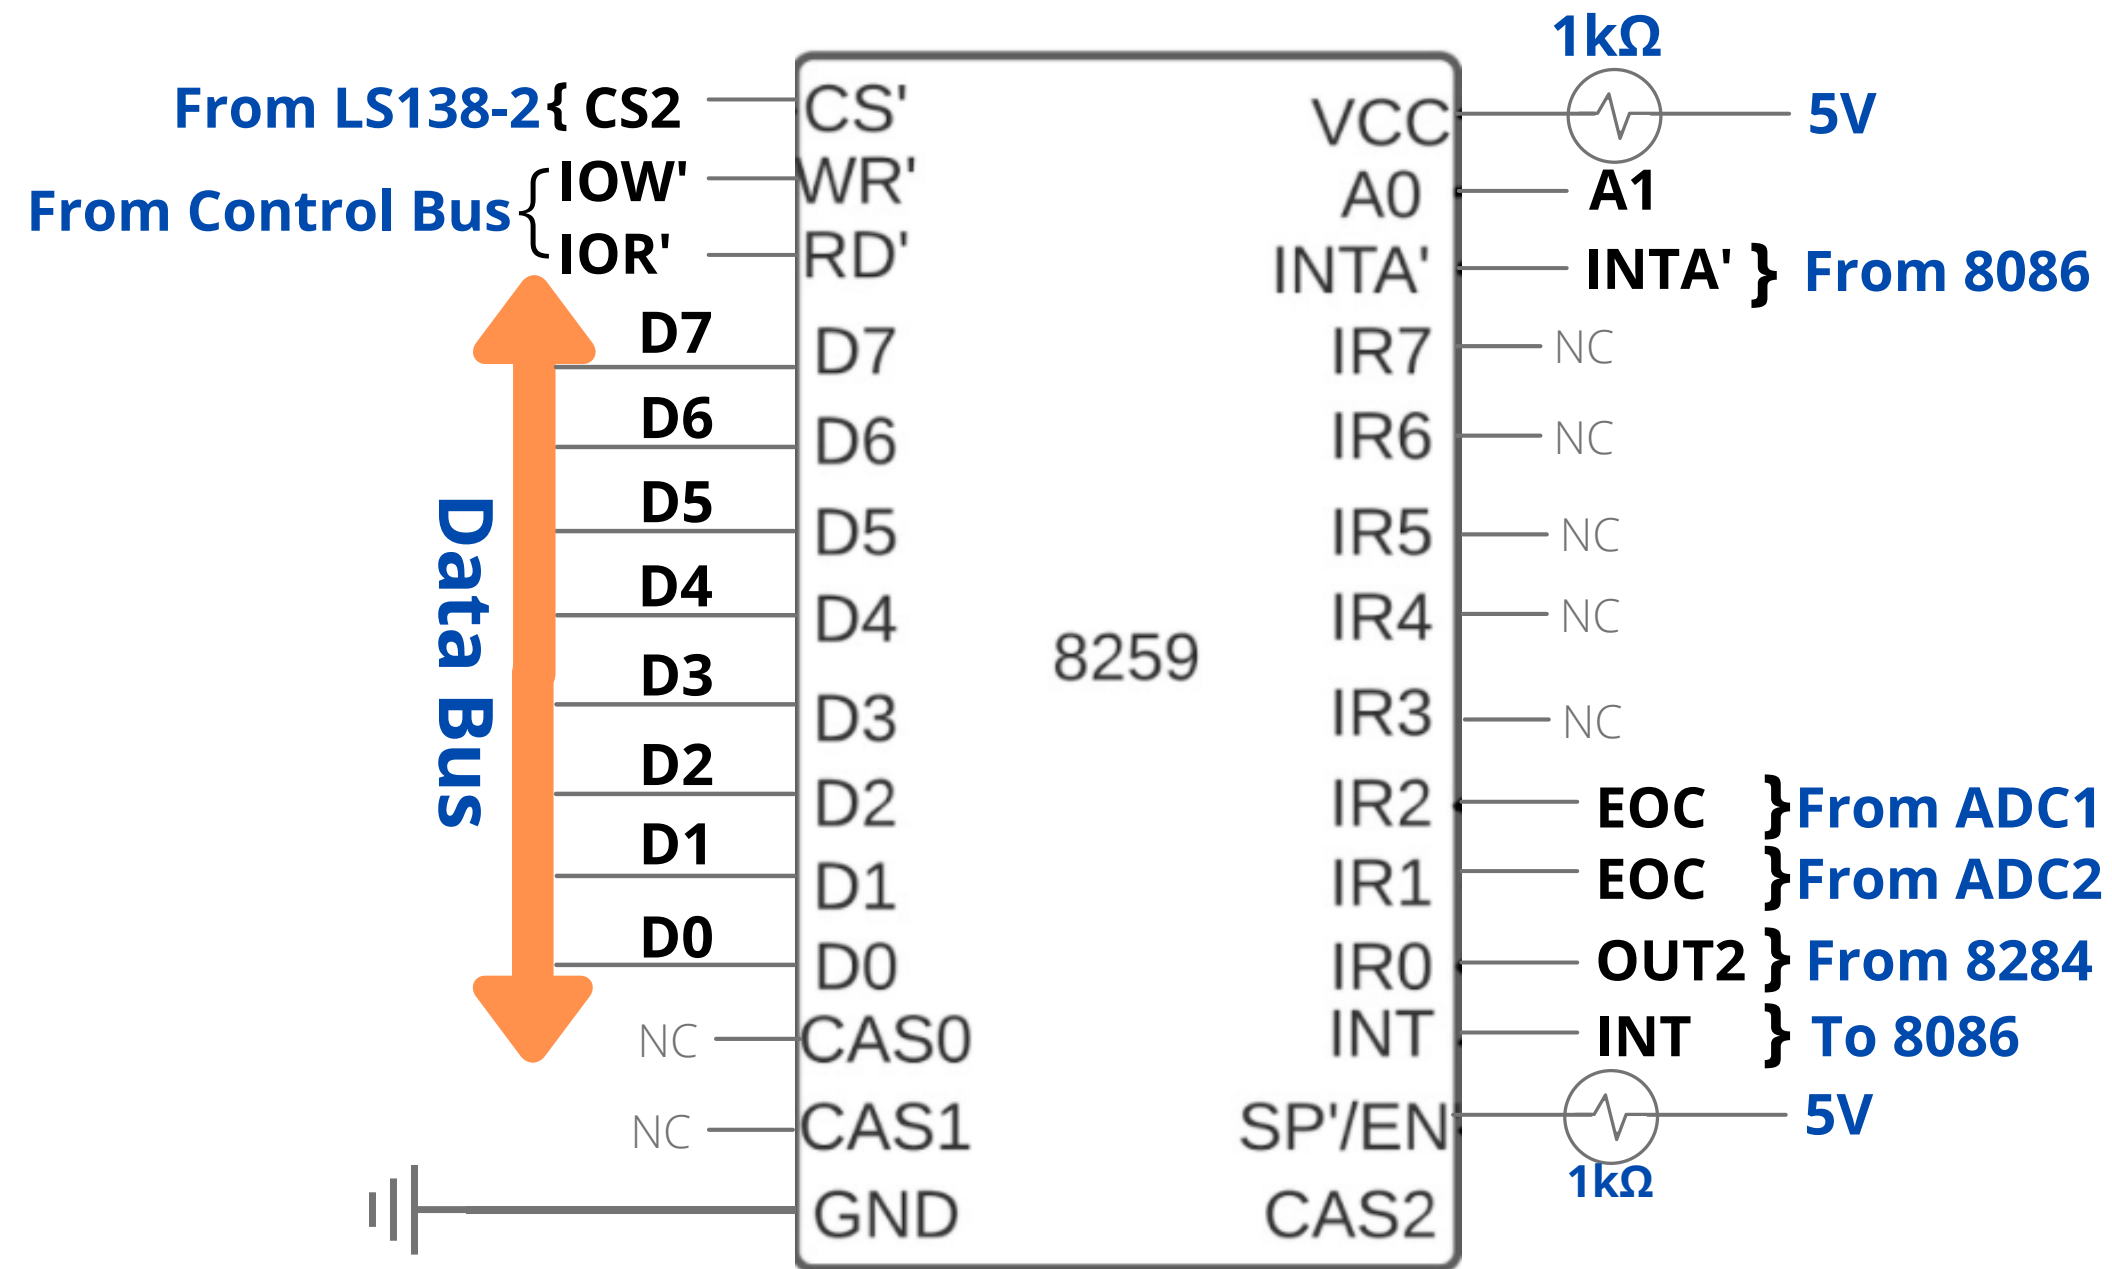 1kΩ
From LS138-2 { CS2 CS' VCC 5V
From Control Bus { IOW' WR' A0 A1
IOR' RD' INTA' INTA' } From 8086
D7 D7 IR7 NC
D6 D6 IR6 NC
D5 D5 IR5 NC
D4 D4 IR4 NC
8259
D3 D3 IR3 NC
Data Bus
D2 D2 IR2 EOC } From ADC1
D1 D1 IR1 EOC } From ADC2
D0 D0 IR0 OUT2 } From 8284
NC CAS0 INT INT } To 8086
NC CAS1 SP'/EN' 5V
1kΩ
GND CAS2